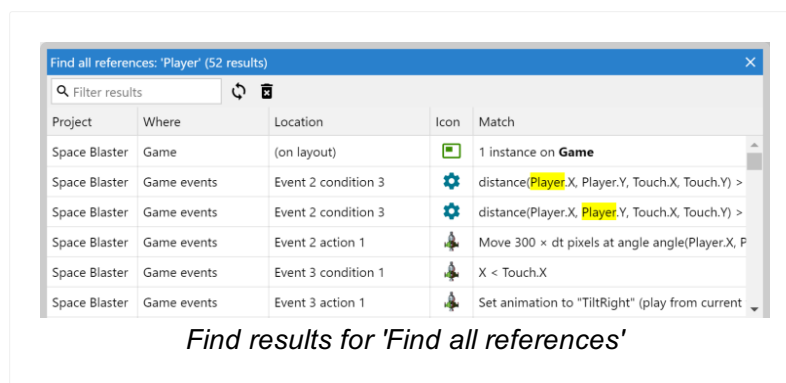 Find all references: 'Player' (52 results)
Filter results
Project Where Location Icon Match
Space Blaster Game (on layout) 1 instance on Game
Space Blaster Game events Event 2 condition 3 distance(Player.X, Player.Y, Touch.X, Touch.Y) >
Space Blaster Game events Event 2 condition 3 distance(Player.X, Player.Y, Touch.X, Touch.Y) >
Space Blaster Game events Event 2 action 1 Move 300 × dt pixels at angle angle(Player.X, P
Space Blaster Game events Event 3 condition 1 X < Touch.X
Space Blaster Game events Event 3 action 1 Set animation to "TiltRight" (play from current
Find results for 'Find all references'